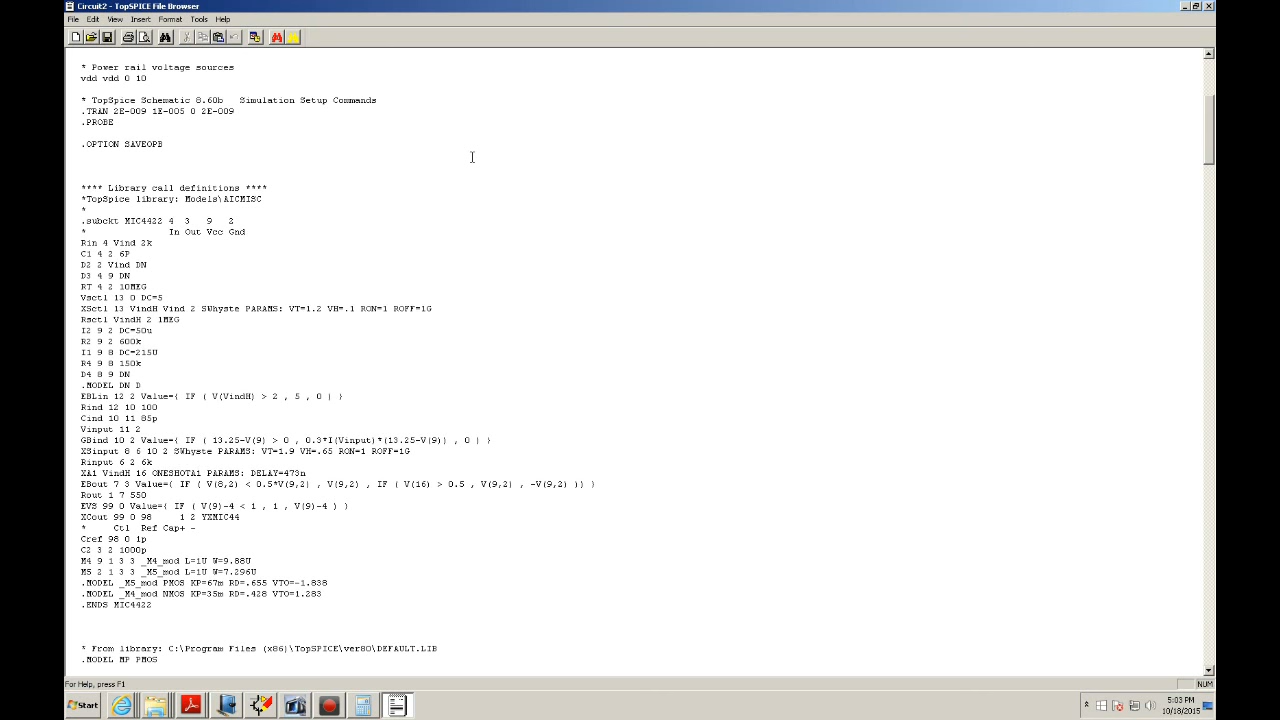 Circuit2 - TopSPICE File Browser
File Edit View Insert Format Tools Help
* Power rail voltage sources
vdd vdd 0 10
* TopSpice Schematic 8.60b Simulation Setup Commands
.TRAN 2E-009 1E-005 0 2E-009
.PROBE
.OPTION SAVEOPB
**** Library call definitions ****
*TopSpice library: Models\AICMISC
*
.subckt MIC4422 4 3 9 2
* In Out Vcc Gnd
Rin 4 Vind 2k
C1 4 2 6P
D2 2 Vind DN
D3 4 9 DN
RT 4 2 10MEG
Vsctl 13 0 DC=5
XSctl 13 VindH Vind 2 SWhyste PARAMS: VT=1.2 VH=.1 RON=1 ROFF=1G
Rsctl VindH 2 1MEG
I2 9 2 DC=50u
R2 9 2 600k
I1 9 8 DC=215U
R4 9 8 150k
D4 8 9 DN
.MODEL DN D
EBLin 12 2 Value={ IF ( V(VindH) > 2 , 5 , 0 ) }
Rind 12 10 100
Cind 10 11 85p
Vinput 11 2
GBind 10 2 Value={ IF ( 13.25-V(9) > 0 , 0.3*I(Vinput)*(13.25-V(9)) , 0 ) }
XSinput 8 6 10 2 SWhyste PARAMS: VT=1.9 VH=.65 RON=1 ROFF=1G
Rinput 6 2 6k
XA1 VindH 16 ONESHOTA1 PARAMS: DELAY=473n
EBout 7 3 Value={ IF ( V(8,2) < 0.5*V(9,2) , V(9,2) , IF ( V(16) > 0.5 , V(9,2) , -V(9,2) )) }
Rout 1 7 550
EVS 99 0 Value={ IF ( V(9)-4 < 1 , 1 , V(9)-4 ) }
XCout 99 0 98 1 2 YXMIC44
* Ctl Ref Cap+ -
Cref 98 0 1p
C2 3 2 1000p
M4 9 1 3 3 _M4_mod L=1U W=9.88U
M5 2 1 3 3 _M5_mod L=1U W=7.296U
.MODEL _M5_mod PMOS KP=67m RD=.655 VTO=-1.838
.MODEL _M4_mod NMOS KP=35m RD=.428 VTO=1.283
.ENDS MIC4422
* From library: C:\Program Files (x86)\TopSPICE\ver80\DEFAULT.LIB
.MODEL MP PMOS
For Help, press F1
NUM
Start
5:03 PM
10/18/2015